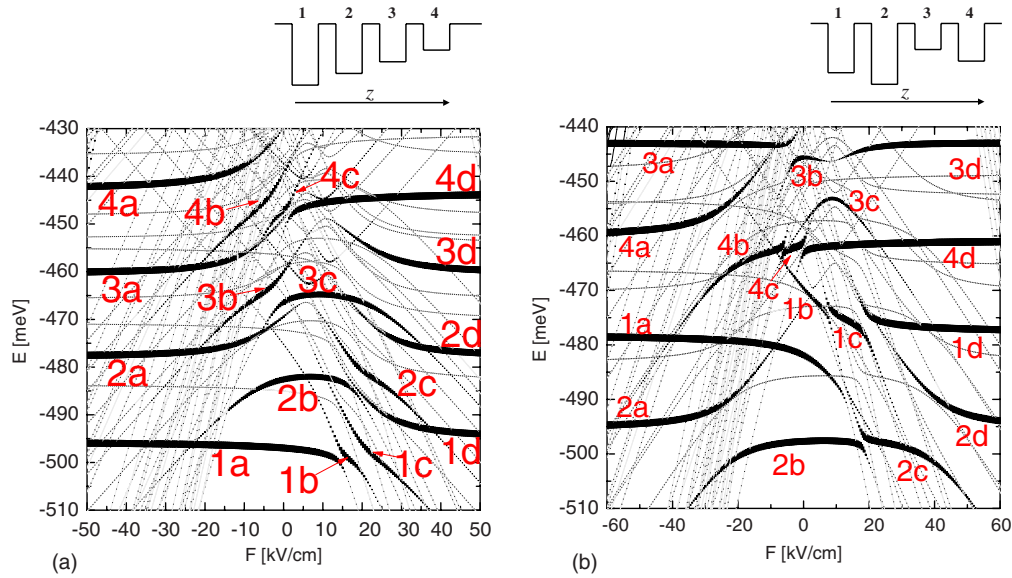 1 2 3 4
z
-430
-440
-450
-460
-470
-480
-490
-500
-510
E [meV]
4a
4b
4c
4d
3a
3b
3c
3d
2a
2b
2c
2d
1a
1b
1c
1d
-50 -40 -30 -20 -10 0 10 20 30 40 50
F [kV/cm]
(a)
1 2 3 4
z
-440
-450
-460
-470
-480
-490
-500
-510
E [meV]
3a
3b
3c
3d
4a
4b
4c
4d
1a
1b
1c
1d
2a
2b
2c
2d
-60 -40 -20 0 20 40 60
F [kV/cm]
(b)